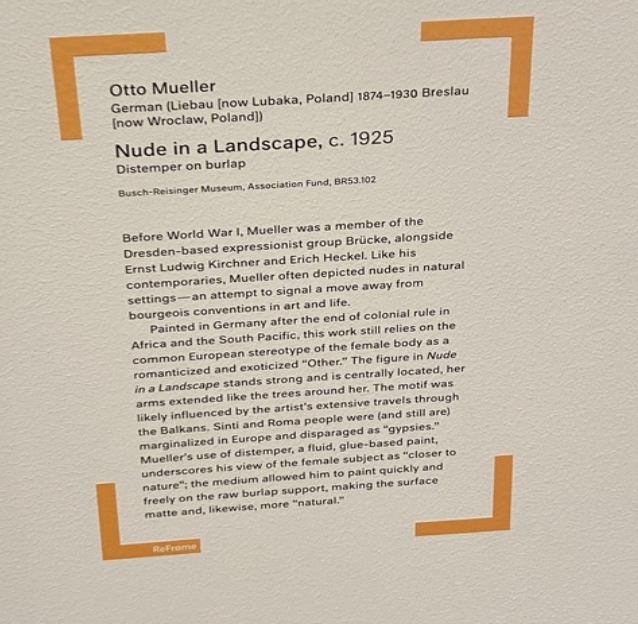 Otto Mueller
German (Liebau [now Lubaka, Poland] 1874–1930 Breslau
[now Wroclaw, Poland])
Nude in a Landscape, c. 1925
Distemper on burlap
Busch-Reisinger Museum, Association Fund, BR53.102
Before World War I, Mueller was a member of the
Dresden-based expressionist group Brücke, alongside
Ernst Ludwig Kirchner and Erich Heckel. Like his
contemporaries, Mueller often depicted nudes in natural
settings—an attempt to signal a move away from
bourgeois conventions in art and life.
Painted in Germany after the end of colonial rule in
Africa and the South Pacific, this work still relies on the
common European stereotype of the female body as a
romanticized and exoticized “Other.” The figure in Nude
in a Landscape stands strong and is centrally located, her
arms extended like the trees around her. The motif was
likely influenced by the artist’s extensive travels through
the Balkans. Sinti and Roma people were (and still are)
marginalized in Europe and disparaged as “gypsies.”
Mueller’s use of distemper, a fluid, glue-based paint,
underscores his view of the female subject as “closer to
nature”; the medium allowed him to paint quickly and
freely on the raw burlap support, making the surface
matte and, likewise, more “natural.”
ReFrame